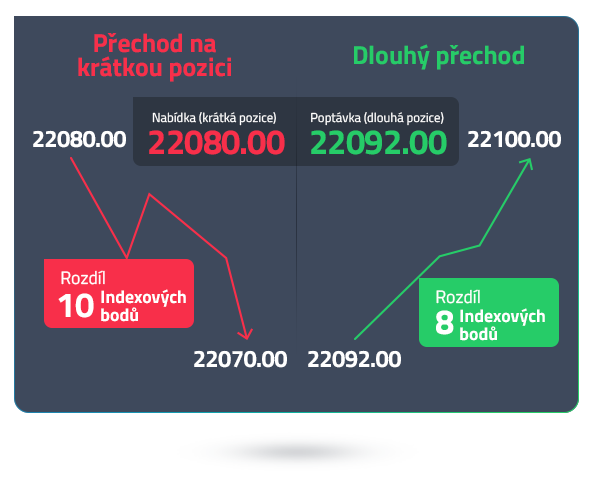 Přechod na
krátkou pozici
Dlouhý přechod
22080.00
Nabídka (krátká pozice)
22080.00
Poptávka (dlouhá pozice)
22092.00
22100.00
Rozdíl
10 Indexových
bodů
Rozdíl
8 Indexových
bodů
22070.00
22092.00